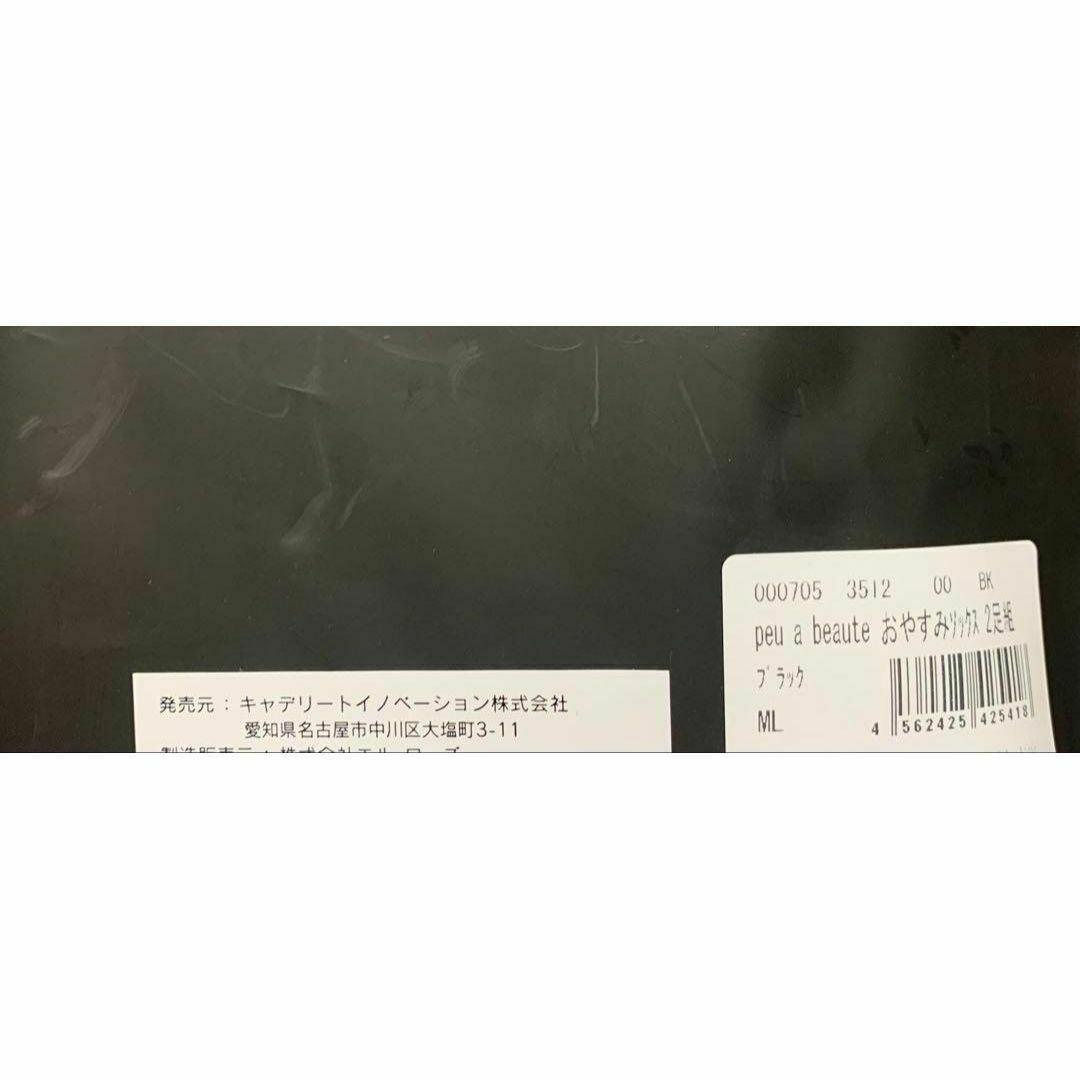 000705 3512 00 BK
peu a beaute おやすみソックス 2足組
ブラック
ML
4 562425 425418
発売元：キャデリートイノベーション株式会社
愛知県名古屋市中川区大塩町3-11